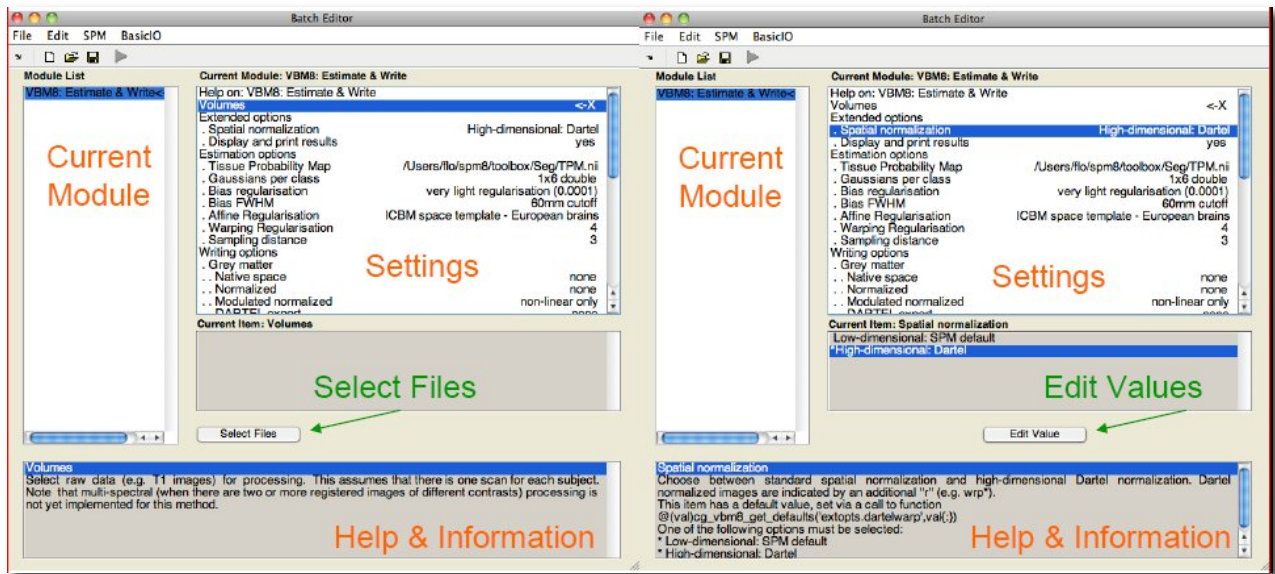 Batch Editor
File Edit SPM BasicIO
Module List
VBM8: Estimate & Write<
Current Module
Current Module: VBM8: Estimate & Write
Help on: VBM8: Estimate & Write
Volumes <-X
Extended options
. Spatial normalization High-dimensional: Dartel
. Display and print results yes
Estimation options
. Tissue Probability Map /Users/flo/spm8/toolbox/Seg/TPM.nii
. Gaussians per class 1x6 double
. Bias regularisation very light regularisation (0.0001)
. Bias FWHM 60mm cutoff
. Affine Regularisation ICBM space template - European brains
. Warping Regularisation 4
. Sampling distance 3
Writing options
. Grey matter
. . Native space none
. . Normalized none
. . Modulated normalized non-linear only
. . DARTEL export none
Settings
Current Item: Volumes
Select Files
Select Files
Volumes
Select raw data (e.g. T1 images) for processing. This assumes that there is one scan for each subject.
Note that multi-spectral (when there are two or more registered images of different contrasts) processing is
not yet implemented for this method.
Help & Information
Batch Editor
File Edit SPM BasicIO
Module List
VBM8: Estimate & Write<
Current Module
Current Module: VBM8: Estimate & Write
Help on: VBM8: Estimate & Write
Volumes <-X
Extended options
. Spatial normalization High-dimensional: Dartel
. Display and print results yes
Estimation options
. Tissue Probability Map /Users/flo/spm8/toolbox/Seg/TPM.nii
. Gaussians per class 1x6 double
. Bias regularisation very light regularisation (0.0001)
. Bias FWHM 60mm cutoff
. Affine Regularisation ICBM space template - European brains
. Warping Regularisation 4
. Sampling distance 3
Writing options
. Grey matter
. . Native space none
. . Normalized none
. . Modulated normalized non-linear only
. . DARTEL export none
Settings
Current Item: Spatial normalization
Low-dimensional: SPM default
*High-dimensional: Dartel
Edit Values
Edit Value
Spatial normalization
Choose between standard spatial normalization and high-dimensional Dartel normalization. Dartel
normalized images are indicated by an additional "r" (e.g. wrp*).
This item has a default value, set via a call to function
@(val)cg_vbm8_get_defaults('extopts.dartelwarp',val{:})
One of the following options must be selected:
* Low-dimensional: SPM default
* High-dimensional: Dartel
Help & Information